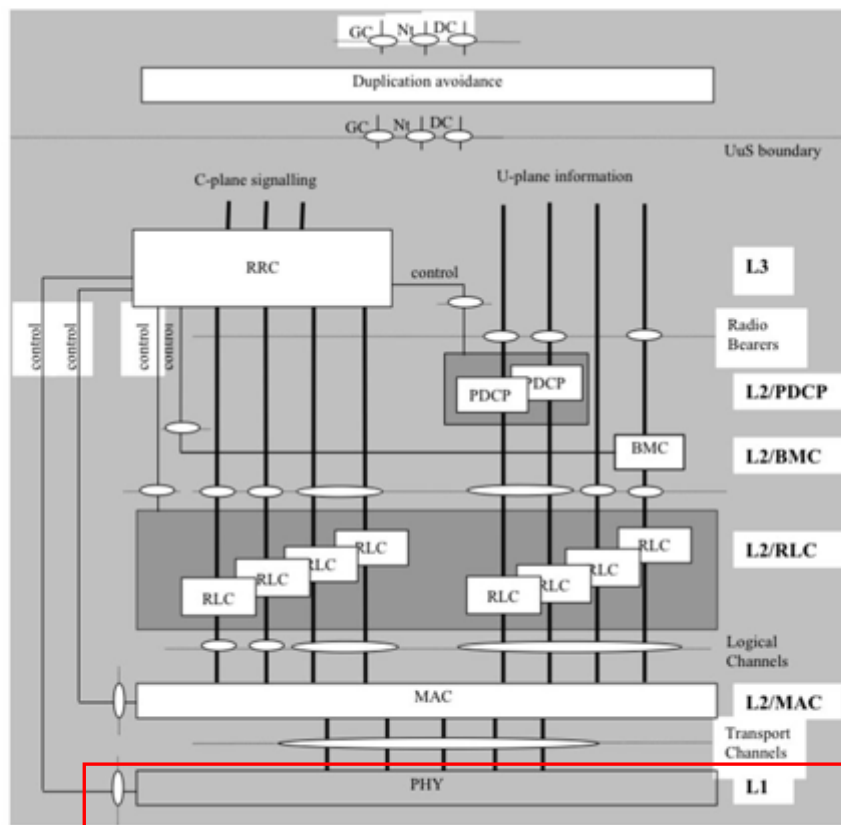 GC Nt DC
Duplication avoidance
GC Nt DC
UuS boundary
C-plane signalling
U-plane information
RRC
control
L3
control
control
control
control
Radio
Bearers
PDCP
PDCP
L2/PDCP
BMC
L2/BMC
RLC
RLC
RLC
RLC
RLC
RLC
RLC
RLC
L2/RLC
Logical
Channels
MAC
L2/MAC
Transport
Channels
PHY
L1